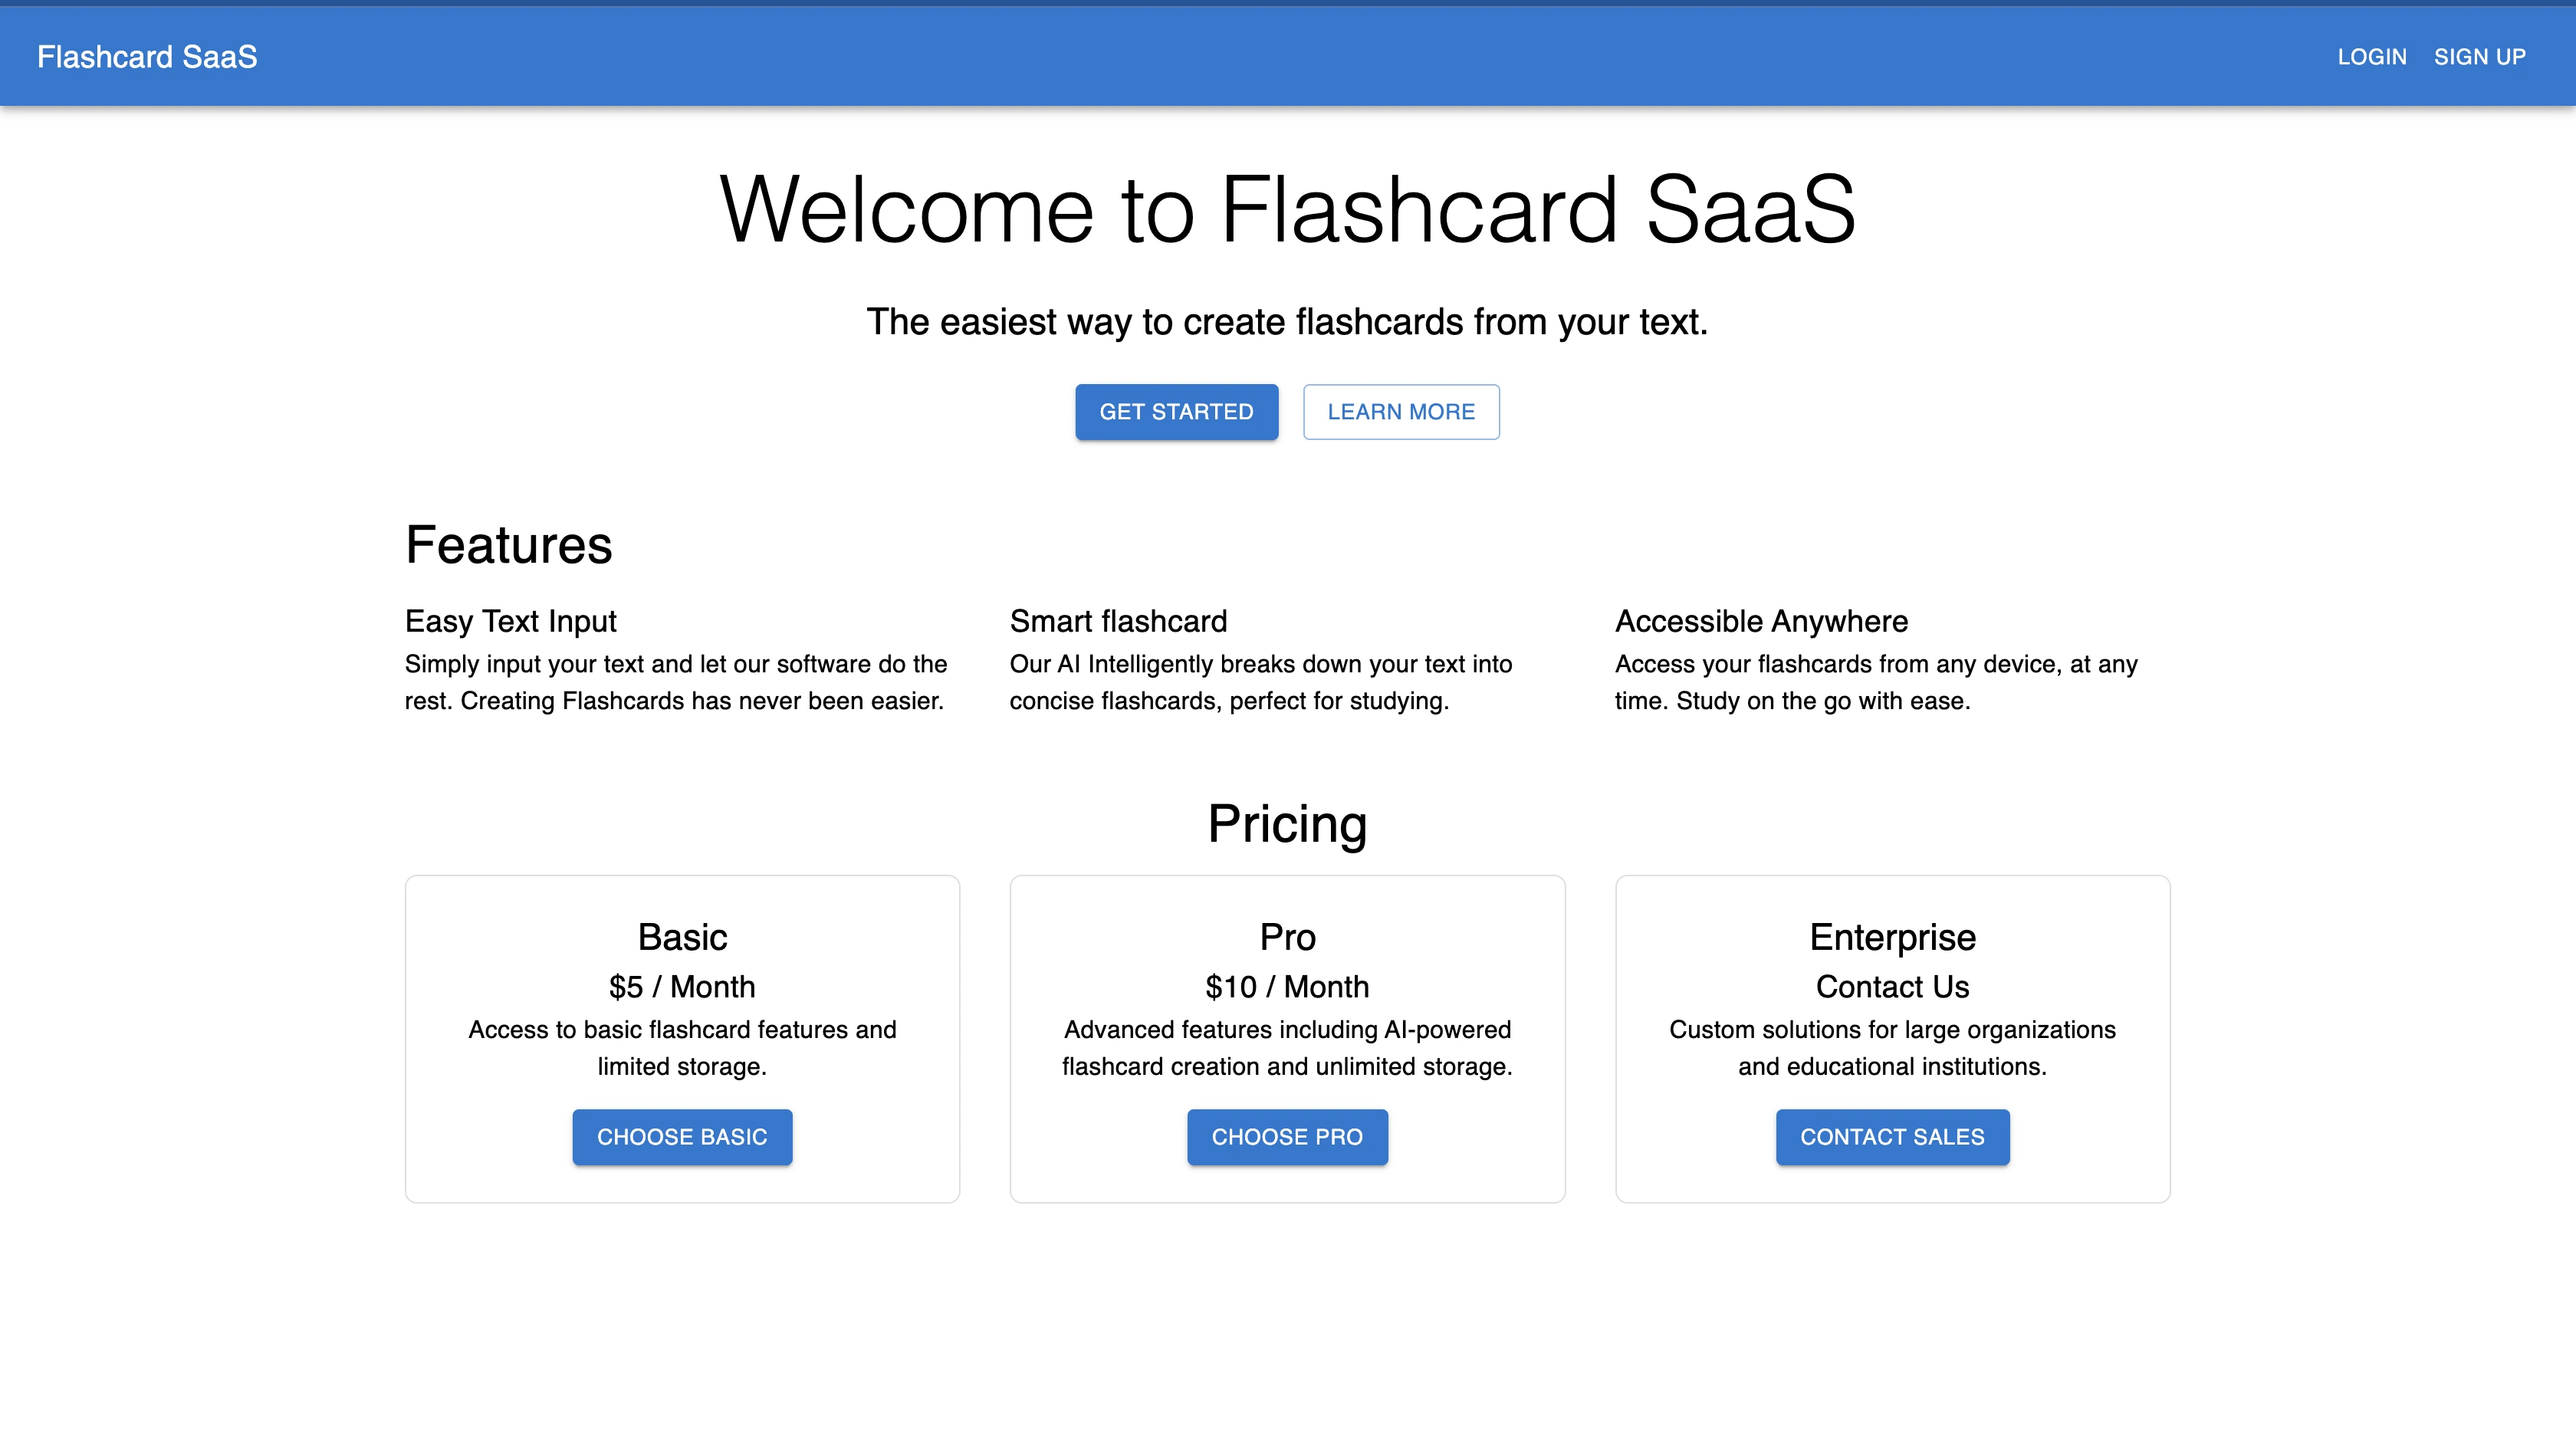 Flashcard SaaS
LOGIN
SIGN UP
Welcome to Flashcard SaaS
The easiest way to create flashcards from your text.
GET STARTED
LEARN MORE
Features
Easy Text Input
Simply input your text and let our software do the
rest. Creating Flashcards has never been easier.
Smart flashcard
Our AI Intelligently breaks down your text into
concise flashcards, perfect for studying.
Accessible Anywhere
Access your flashcards from any device, at any
time. Study on the go with ease.
Pricing
Basic
$5 / Month
Access to basic flashcard features and
limited storage.
CHOOSE BASIC
Pro
$10 / Month
Advanced features including AI-powered
flashcard creation and unlimited storage.
CHOOSE PRO
Enterprise
Contact Us
Custom solutions for large organizations
and educational institutions.
CONTACT SALES